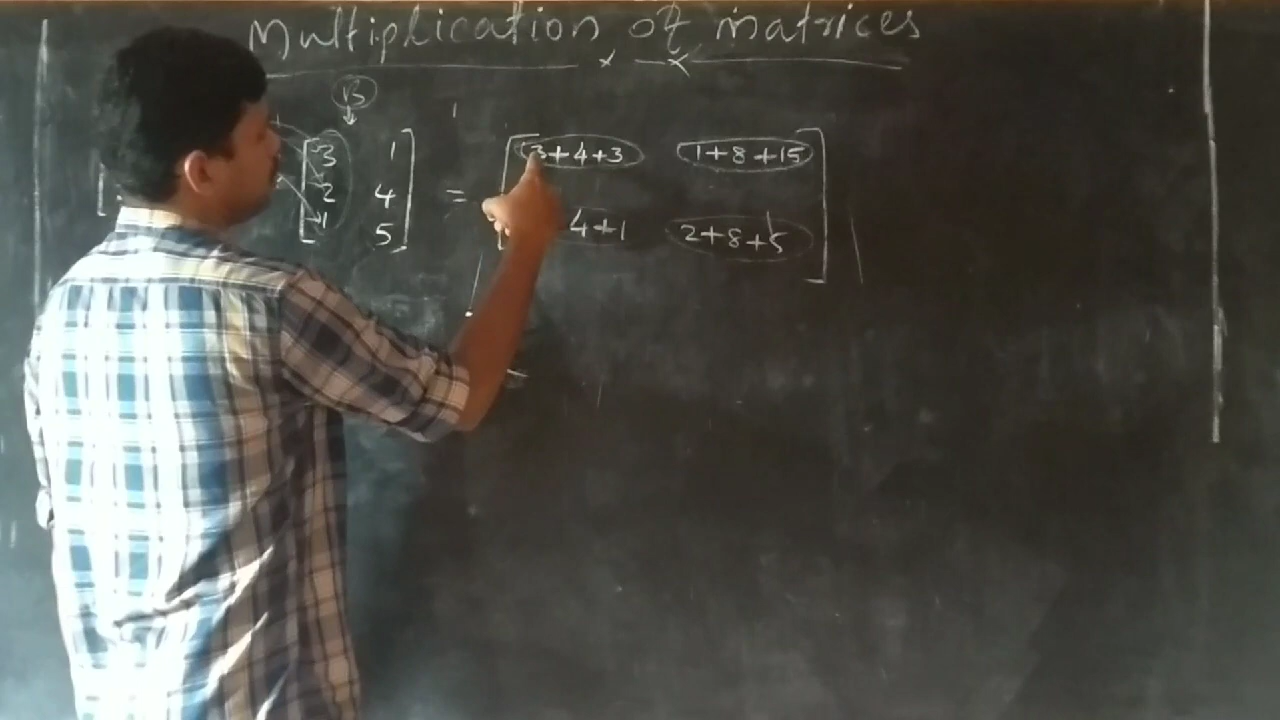 Multiplication of matrices
B
3 1 3+4+3 1+8+15
2 4 = 4+1 2+8+5
1 5
=